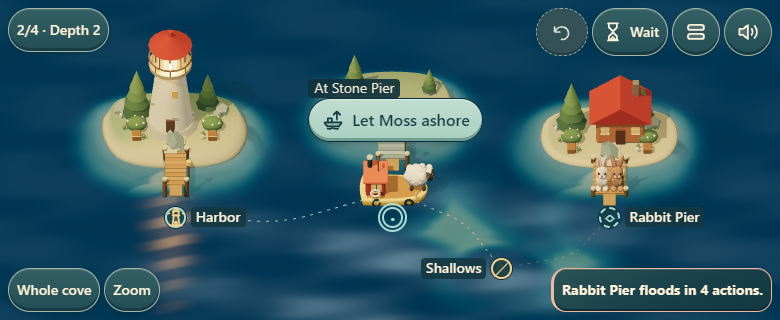 2/4 · Depth 2
Wait
At Stone Pier
Let Moss ashore
Harbor
Rabbit Pier
Shallows
Whole cove
Zoom
Rabbit Pier floods in 4 actions.